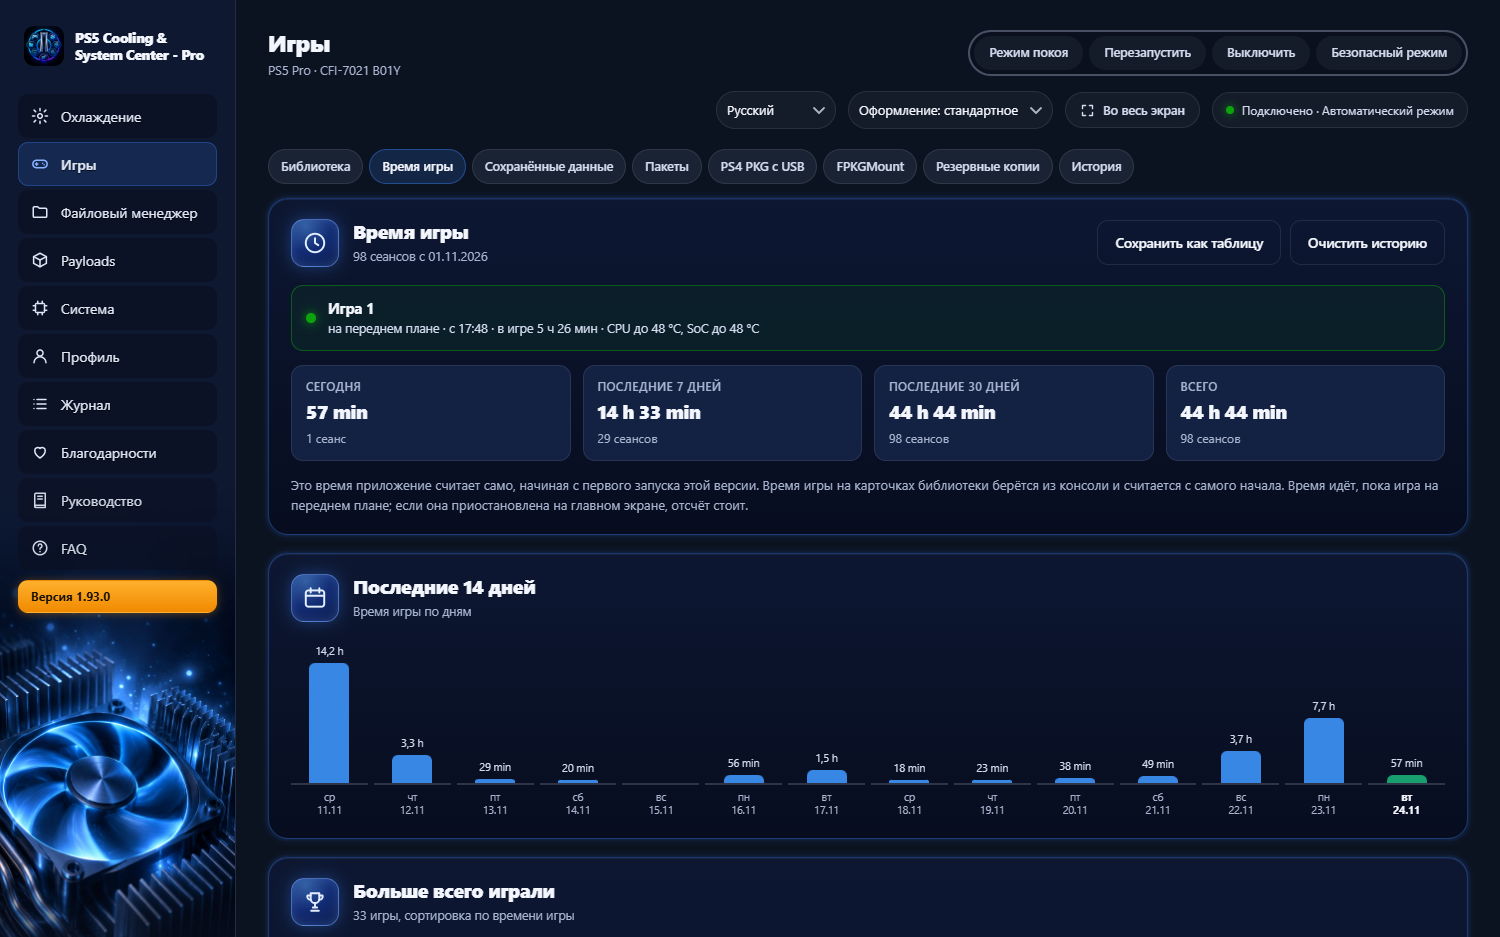 PS5 Cooling &
System Center - Pro
Охлаждение
Игры
Файловый менеджер
Payloads
Система
Профиль
Журнал
Благодарности
Руководство
FAQ
Версия 1.93.0
Игры
PS5 Pro · CFI-7021 B01Y
Режим покоя
Перезапустить
Выключить
Безопасный режим
Русский
Оформление: стандартное
Во весь экран
Подключено · Автоматический режим
Библиотека
Время игры
Сохранённые данные
Пакеты
PS4 PKG с USB
FPKGMount
Резервные копии
История
Время игры
98 сеансов с 01.11.2026
Сохранить как таблицу
Очистить историю
Игра 1
на переднем плане · с 17:48 · в игре 5 ч 26 мин · CPU до 48 °C, SoC до 48 °C
СЕГОДНЯ
57 min
1 сеанс
ПОСЛЕДНИЕ 7 ДНЕЙ
14 h 33 min
29 сеансов
ПОСЛЕДНИЕ 30 ДНЕЙ
44 h 44 min
98 сеансов
ВСЕГО
44 h 44 min
98 сеансов
Это время приложение считает само, начиная с первого запуска этой версии. Время игры на карточках библиотеки берётся из консоли и считается с самого начала. Время идёт, пока игра на
переднем плане; если она приостановлена на главном экране, отсчёт стоит.
Последние 14 дней
Время игры по дням
14,2 h
3,3 h
29 min
20 min
56 min
1,5 h
18 min
23 min
38 min
49 min
3,7 h
7,7 h
57 min
ср
11.11
чт
12.11
пт
13.11
сб
14.11
вс
15.11
пн
16.11
вт
17.11
ср
18.11
чт
19.11
пт
20.11
сб
21.11
вс
22.11
пн
23.11
вт
24.11
Больше всего играли
33 игры, сортировка по времени игры